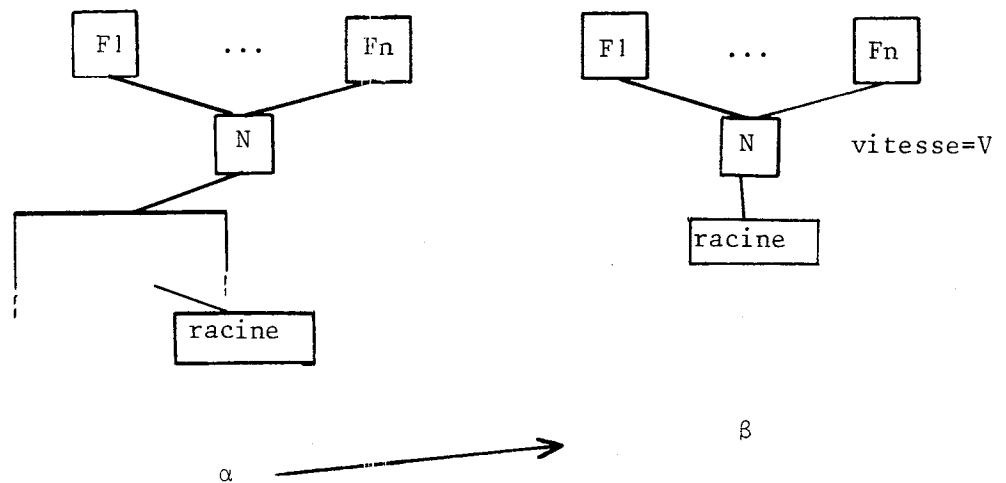 F1 ... Fn
N
racine
α
F1 ... Fn
N vitesse=V
racine
β